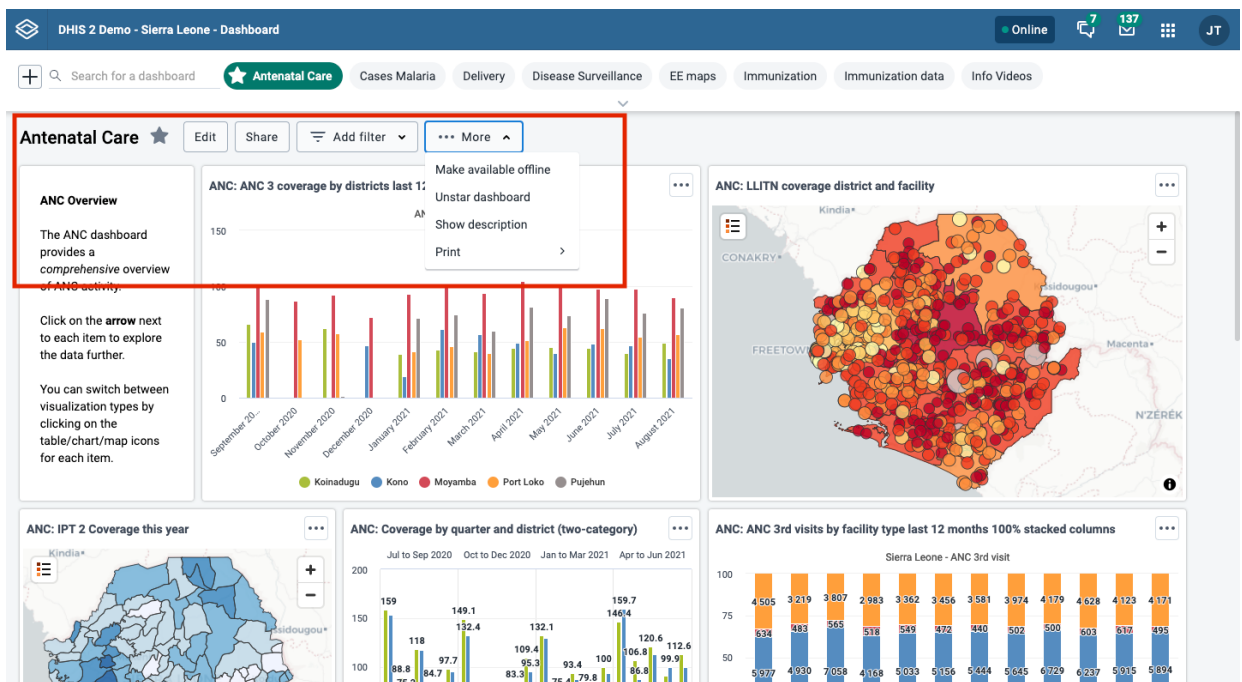 DHIS 2 Demo - Sierra Leone - Dashboard
Online
7
137
JT
Search for a dashboard
Antenatal Care
Cases Malaria
Delivery
Disease Surveillance
EE maps
Immunization
Immunization data
Info Videos
Antenatal Care
Edit
Share
Add filter
More
Make available offline
Unstar dashboard
Show description
Print
ANC Overview
The ANC dashboard
provides a
comprehensive overview
of ANC activity.
Click on the arrow next
to each item to explore
the data further.
You can switch between
visualization types by
clicking on the
table/chart/map icons
for each item.
ANC: ANC 3 coverage by districts last 12
150
100
50
0
September 20...
October 2020
November 2020
December 2020
January 2021
February 2021
March 2021
April 2021
May 2021
June 2021
July 2021
August 2021
Koinadugu
Kono
Moyamba
Port Loko
Pujehun
ANC: LLITN coverage district and facility
Kindia
CONAKRY
FREETOW
ssidougou
Macenta
N'ZÉRÉK
ANC: IPT 2 Coverage this year
Kindia
ssidougou
ANC: Coverage by quarter and district (two-category)
Jul to Sep 2020
Oct to Dec 2020
Jan to Mar 2021
Apr to Jun 2021
200
150
100
159
118
88.8
84.7
97.7
149.1
132.4
109.4
95.3
83.3
132.1
93.4
79.8
100
159.7
146.4
106.8
86.8
120.6
99.9
112.6
ANC: ANC 3rd visits by facility type last 12 months 100% stacked columns
Sierra Leone - ANC 3rd visit
100
75
50
4 505 3 219 3 807 2 983 3 362 3 456 3 581 3 974 4 179 4 628 4 123 4 171
634 483 565 518 549 472 440 502 500 603 617 495
5 977 4 930 7 058 4 168 5 033 5 156 5 444 5 645 6 729 6 237 5 915 5 894